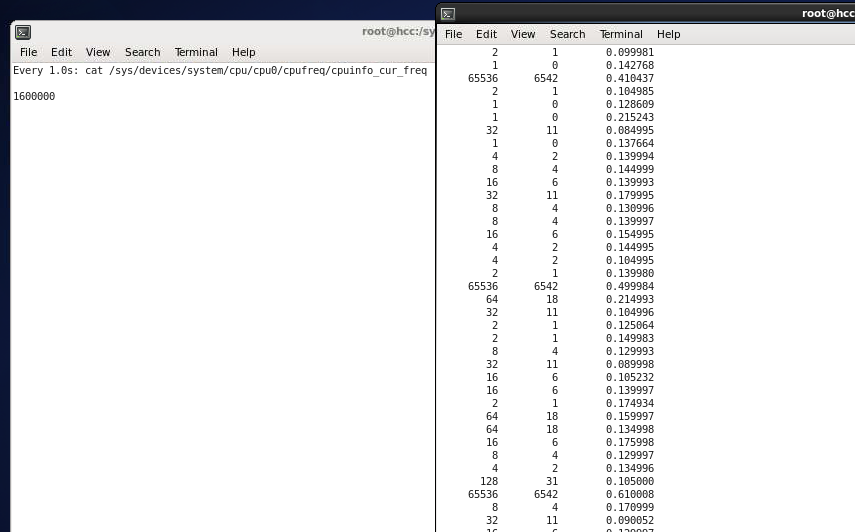 root@hcc:/sy
File Edit View Search Terminal Help
Every 1.0s: cat /sys/devices/system/cpu/cpu0/cpufreq/cpuinfo_cur_freq
1600000
root@hcc
File Edit View Search Terminal Help
2 1 0.099981
1 0 0.142768
65536 6542 0.410437
2 1 0.104985
1 0 0.128609
1 0 0.215243
32 11 0.084995
1 0 0.137664
4 2 0.139994
8 4 0.144999
16 6 0.139993
32 11 0.179995
8 4 0.130996
8 4 0.139997
16 6 0.154995
4 2 0.144995
4 2 0.104995
2 1 0.139980
65536 6542 0.499984
64 18 0.214993
32 11 0.104996
2 1 0.125064
2 1 0.149983
8 4 0.129993
32 11 0.089998
16 6 0.105232
16 6 0.139997
2 1 0.174934
64 18 0.159997
64 18 0.134998
16 6 0.175998
8 4 0.129997
4 2 0.134996
128 31 0.105000
65536 6542 0.610008
8 4 0.170999
32 11 0.090052